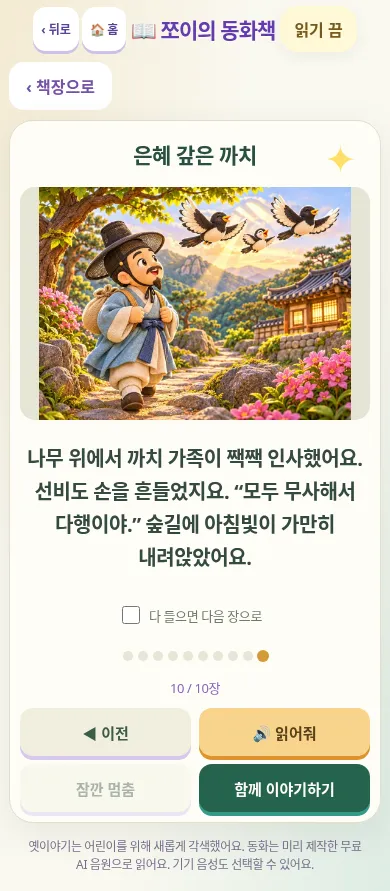 ‹ 뒤로 🏠 홈 📖 쪼이의 동화책 읽기 끔
‹ 책장으로
은혜 갚은 까치
나무 위에서 까치 가족이 짹짹 인사했어요.
선비도 손을 흔들었지요. “모두 무사해서
다행이야.” 숲길에 아침빛이 가만히
내려앉았어요.
다 들으면 다음 장으로
10 / 10장
◀ 이전 🔊 읽어줘
잠깐 멈춤 함께 이야기하기
옛이야기는 어린이를 위해 새롭게 각색했어요. 동화는 미리 제작한 무료
AI 음원으로 읽어요. 기기 음성도 선택할 수 있어요.